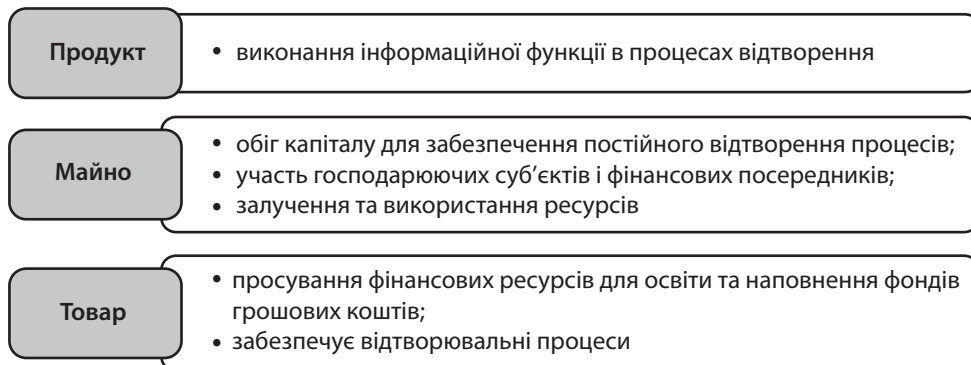 Продукт
• виконання інформаційної функції в процесах відтворення
Майно
• обіг капіталу для забезпечення постійного відтворення процесів;
• участь господарюючих суб’єктів і фінансових посередників;
• залучення та використання ресурсів
Товар
• просування фінансових ресурсів для освіти та наповнення фондів
грошових коштів;
• забезпечує відтворювальні процеси